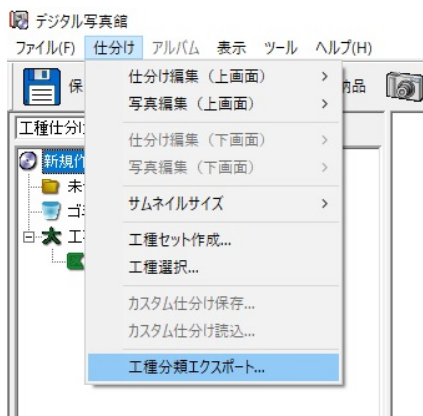 デジタル写真館
ファイル(F) 仕分け アルバム 表示 ツール ヘルプ(H)
仕分け編集（上画面）
写真編集（上画面）
仕分け編集（下画面）
写真編集（下画面）
サムネイルサイズ
工種セット作成...
工種選択...
カスタム仕分け保存...
カスタム仕分け読込...
工種分類エクスポート...
保
納品
工種仕分け
新規作
未
ゴ
工